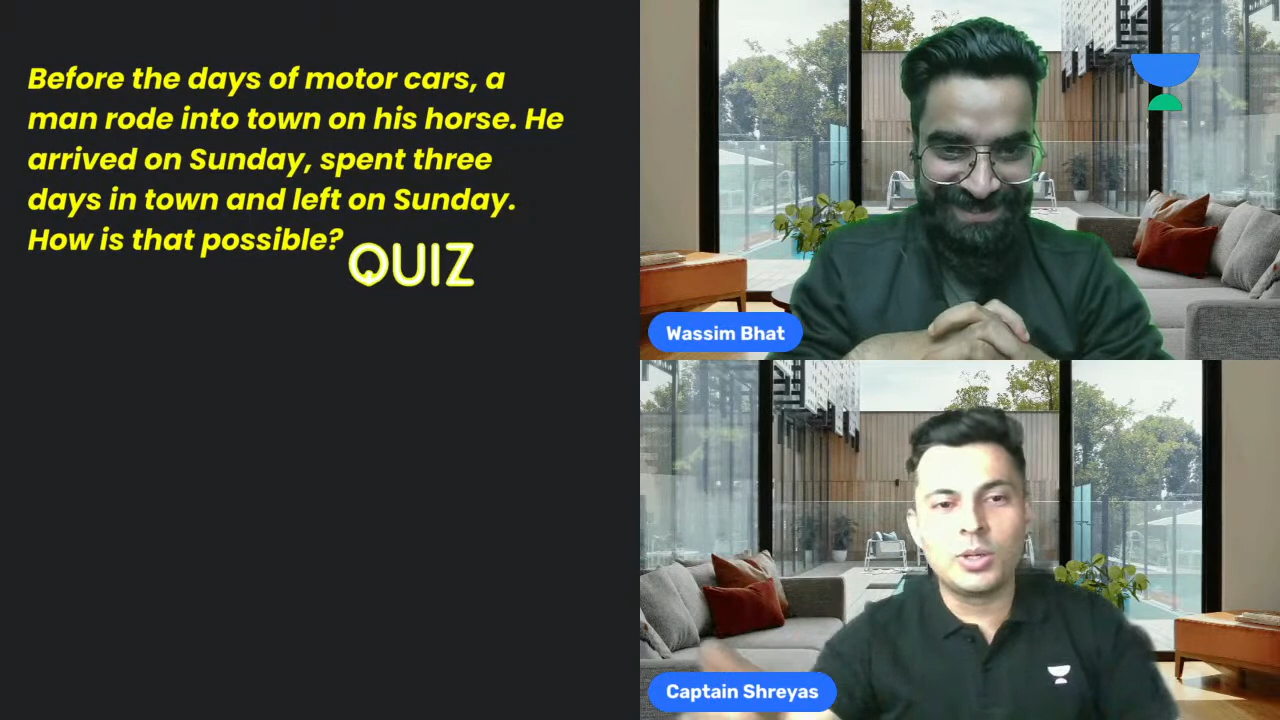 Before the days of motor cars, a
man rode into town on his horse. He
arrived on Sunday, spent three
days in town and left on Sunday.
How is that possible?
QUIZ
Wassim Bhat
Captain Shreyas